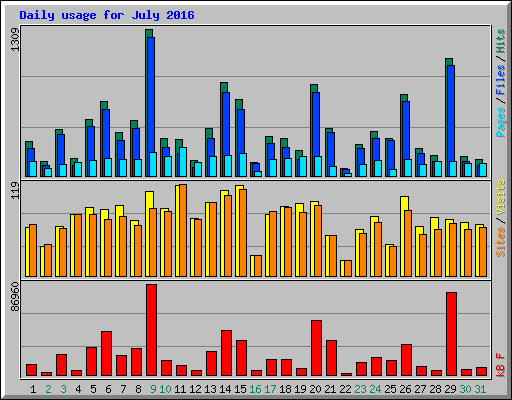 Daily usage for July 2016
1309
Pages / Files / Hits
119
Sites / Visits
86960
kB F
1 2 3 4 5 6 7 8 9 10 11 12 13 14 15 16 17 18 19 20 21 22 23 24 25 26 27 28 29 30 31